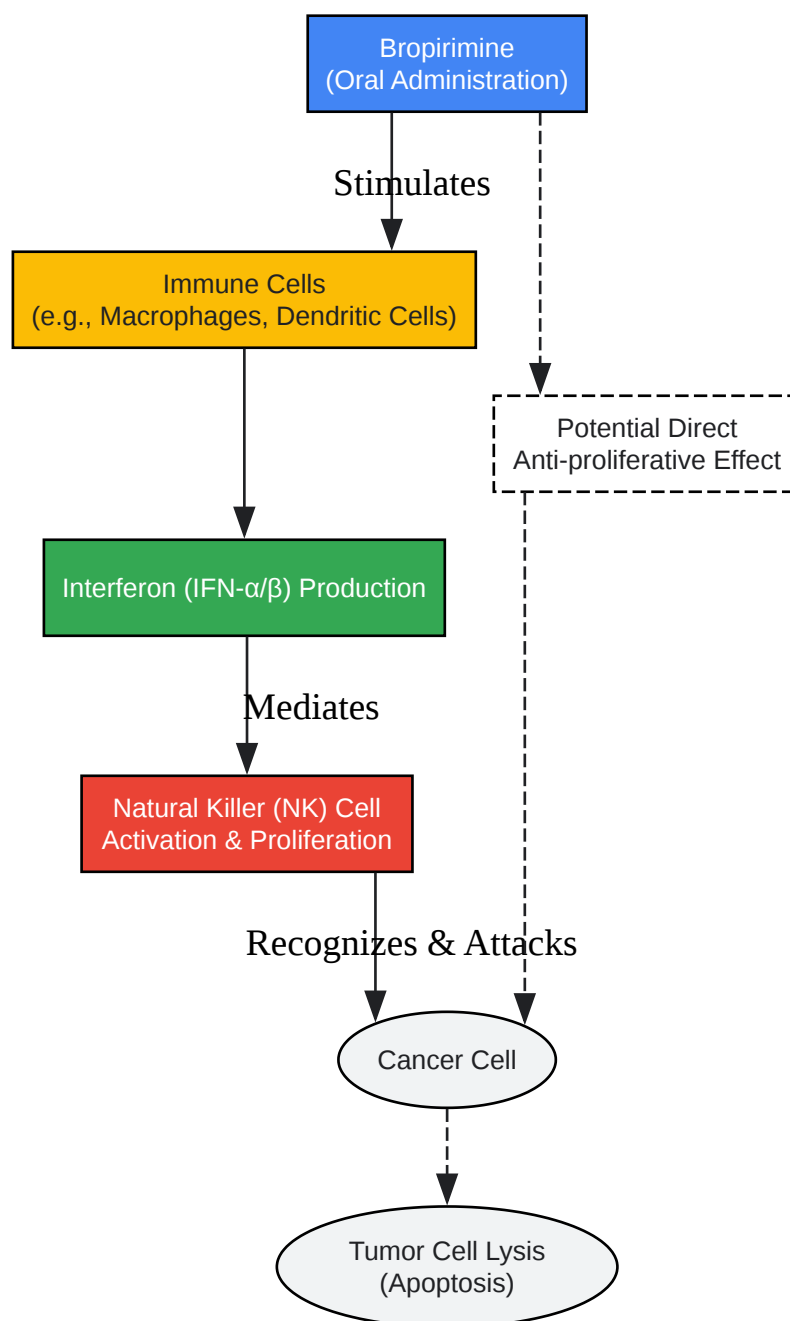 Bropirimine
(Oral Administration)
Stimulates
Immune Cells
(e.g., Macrophages, Dendritic Cells)
Potential Direct
Anti-proliferative Effect
Interferon (IFN-α/β) Production
Mediates
Natural Killer (NK) Cell
Activation & Proliferation
Recognizes & Attacks
Cancer Cell
Tumor Cell Lysis
(Apoptosis)